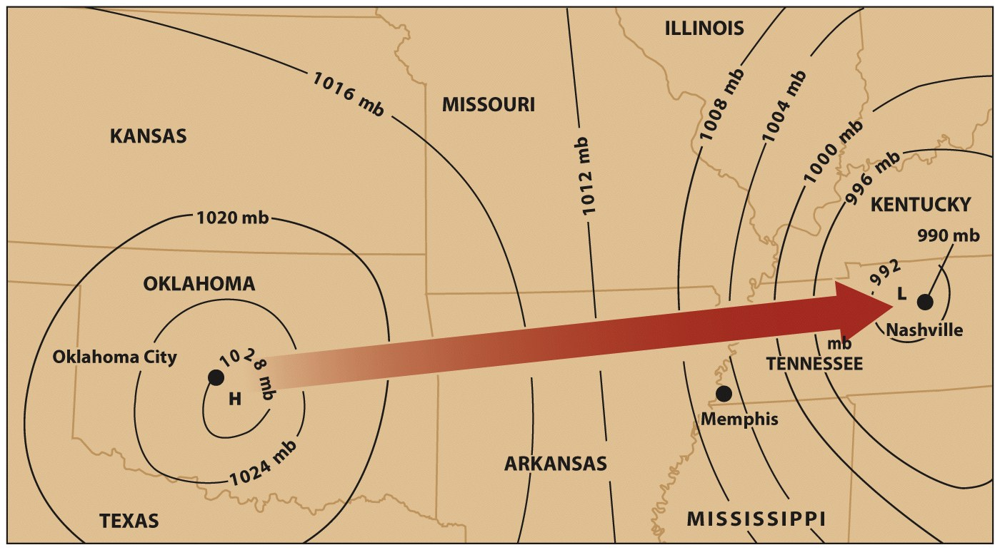 ILLINOIS
1016 mb
MISSOURI
1008 mb
1004 mb
KANSAS
1012 mb
1000 mb
996 mb
KENTUCKY
1020 mb
990 mb
992
OKLAHOMA
L
Nashville
Oklahoma City
1028 mb
mb
TENNESSEE
H
Memphis
1024 mb
ARKANSAS
TEXAS
MISSISSIPPI